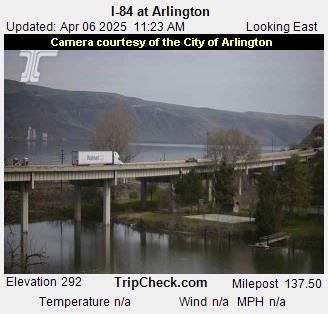 I-84 at Arlington
Updated: Apr 06 2025 11:23 AM Looking East
Camera courtesy of the City of Arlington
Walmart
Elevation 292 TripCheck.com Milepost 137.50
Temperature n/a Wind n/a MPH n/a